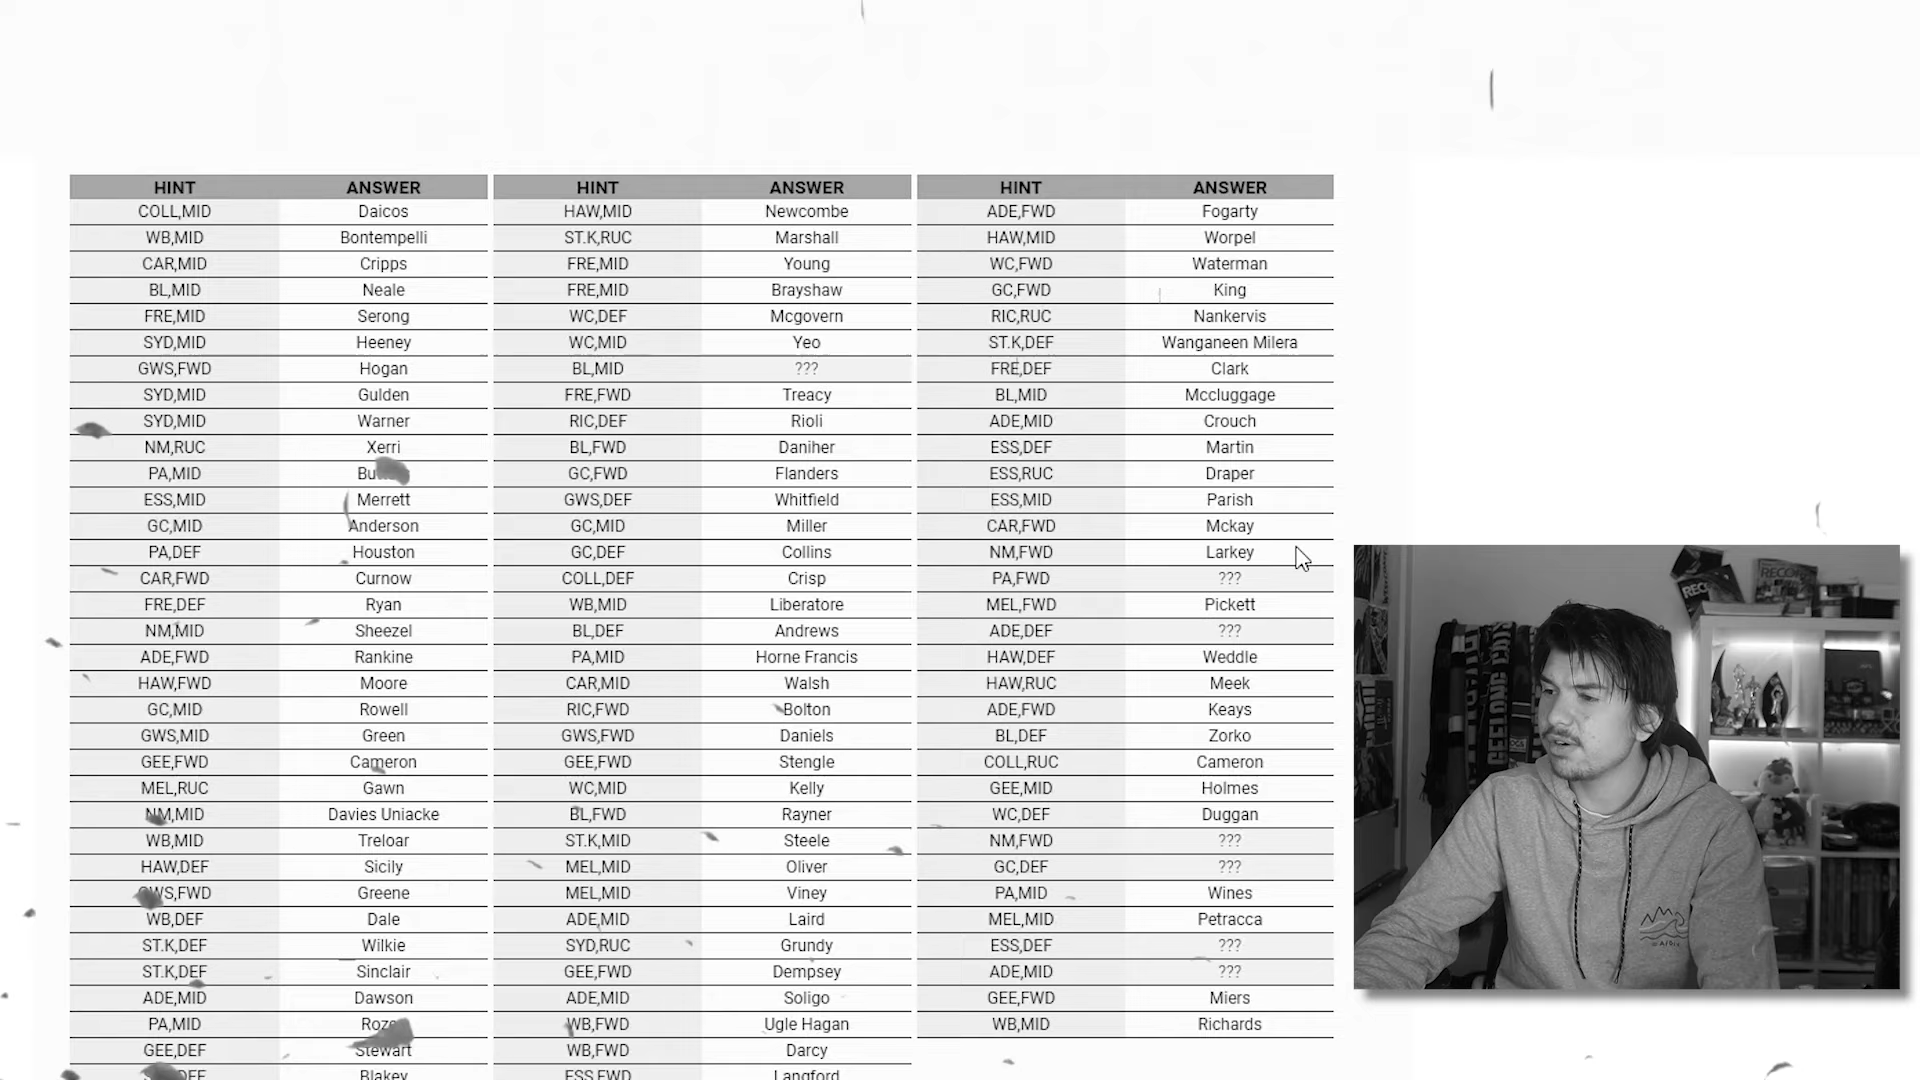 HINT ANSWER HINT ANSWER HINT ANSWER
COLL,MID Daicos HAW,MID Newcombe ADE,FWD Fogarty
WB,MID Bontempelli ST.K,RUC Marshall HAW,MID Worpel
CAR,MID Cripps FRE,MID Young WC,FWD Waterman
BL,MID Neale FRE,MID Brayshaw GC,FWD King
FRE,MID Serong WC,DEF Mcgovern RIC,RUC Nankervis
SYD,MID Heeney WC,MID Yeo ST.K,DEF Wanganeen Milera
GWS,FWD Hogan BL,MID ??? FRE,DEF Clark
SYD,MID Gulden FRE,FWD Treacy BL,MID Mccluggage
SYD,MID Warner RIC,DEF Rioli ADE,MID Crouch
NM,RUC Xerri BL,FWD Daniher ESS,DEF Martin
PA,MID GC,FWD Flanders ESS,RUC Draper
ESS,MID Merrett GWS,DEF Whitfield ESS,MID Parish
GC,MID Anderson GC,MID Miller CAR,FWD Mckay
PA,DEF Houston GC,DEF Collins NM,FWD Larkey
CAR,FWD Curnow COLL,DEF Crisp PA,FWD ???
FRE,DEF Ryan WB,MID Liberatore MEL,FWD Pickett
NM,MID Sheezel BL,DEF Andrews ADE,DEF ???
ADE,FWD Rankine PA,MID Horne Francis HAW,DEF Weddle
HAW,FWD Moore CAR,MID Walsh HAW,RUC Meek
GC,MID Rowell RIC,FWD Bolton ADE,FWD Keays
GWS,MID Green GWS,FWD Daniels BL,DEF Zorko
GEE,FWD Cameron GEE,FWD Stengle COLL,RUC Cameron
MEL,RUC Gawn WC,MID Kelly GEE,MID Holmes
NM,MID Davies Uniacke BL,FWD Rayner WC,DEF Duggan
WB,MID Treloar ST.K,MID Steele NM,FWD ???
HAW,DEF Sicily MEL,MID Oliver GC,DEF ???
GWS,FWD Greene MEL,MID Viney PA,MID Wines
WB,DEF Dale ADE,MID Laird MEL,MID Petracca
ST.K,DEF Wilkie SYD,RUC Grundy ESS,DEF ???
ST.K,DEF Sinclair GEE,FWD Dempsey ADE,MID ???
ADE,MID Dawson ADE,MID Soligo GEE,FWD Miers
PA,MID WB,FWD Ugle Hagan WB,MID Richards
GEE,DEF Stewart WB,FWD Darcy
Blakey ESS,FWD Langford
GEELONG CATS